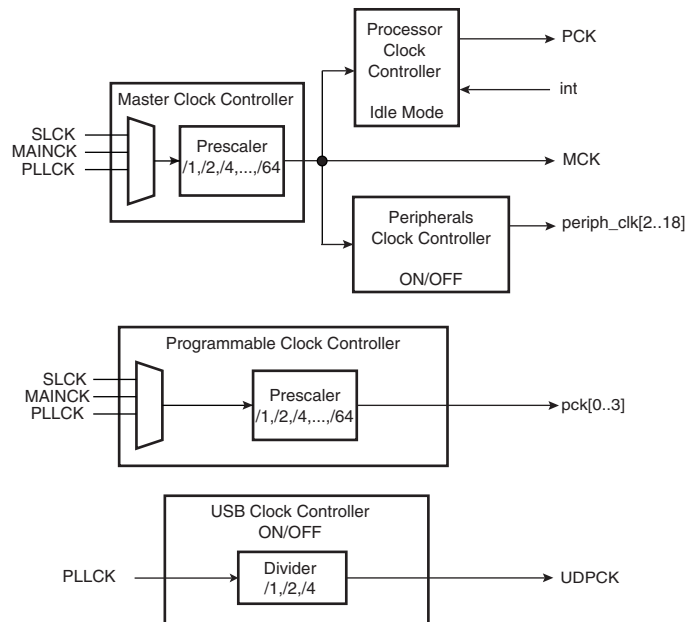 Processor
Clock
Controller
Idle Mode
PCK
int
Master Clock Controller
SLCK
MAINCK
PLLCK
Prescaler
/1,/2,/4,...,/64
MCK
Peripherals
Clock Controller
ON/OFF
periph_clk[2..18]
Programmable Clock Controller
SLCK
MAINCK
PLLCK
Prescaler
/1,/2,/4,...,/64
pck[0..3]
USB Clock Controller
ON/OFF
PLLCK
Divider
/1,/2,/4
UDPCK